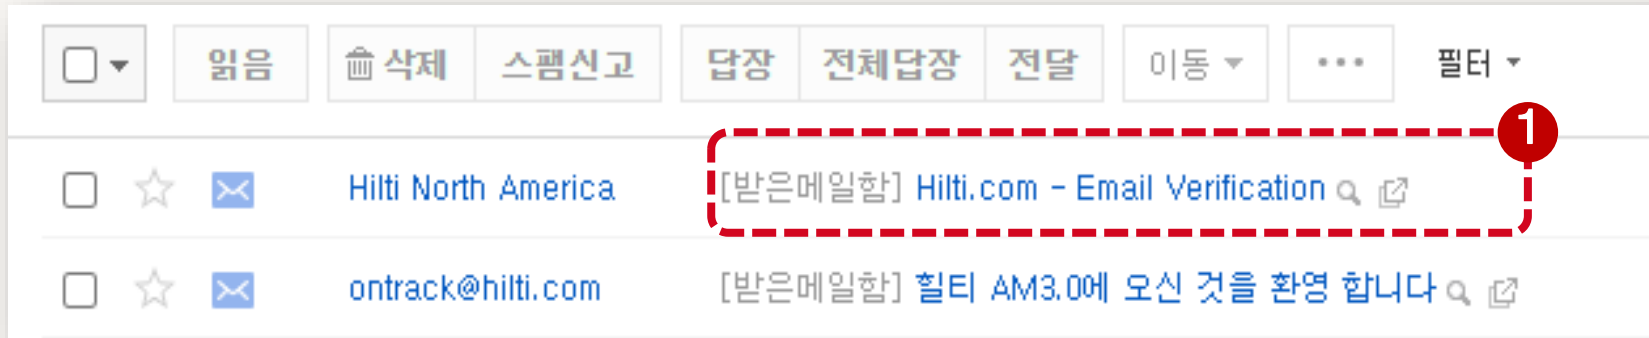 읽음 삭제 스팸신고 답장 전체답장 전달 이동 ••• 필터
1
Hilti North America [받은메일함] Hilti.com - Email Verification
ontrack@hilti.com [받은메일함] 힐티 AM3.0에 오신 것을 환영 합니다